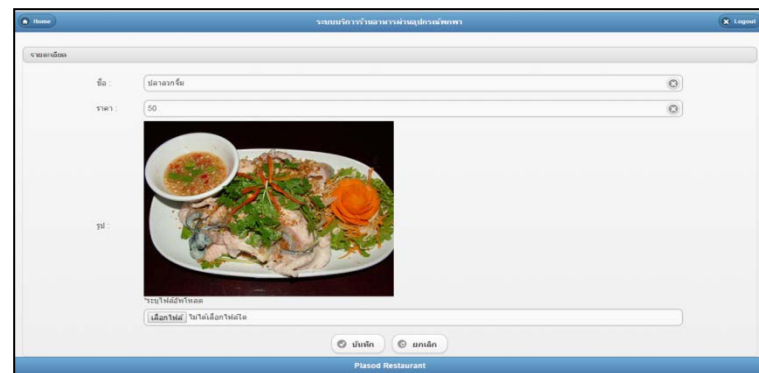 Home ระบบบริการร้านอาหารผ่านอุปกรณ์พกพา Logout
รายละเอียด
ชื่อ : ปลาลวกจิ้ม
ราคา : 50
รูป :
*ระบุไฟล์อัพโหลด
เลือกไฟล์ ไม่ได้เลือกไฟล์ใด
บันทึก ยกเลิก
Plasod Restaurant